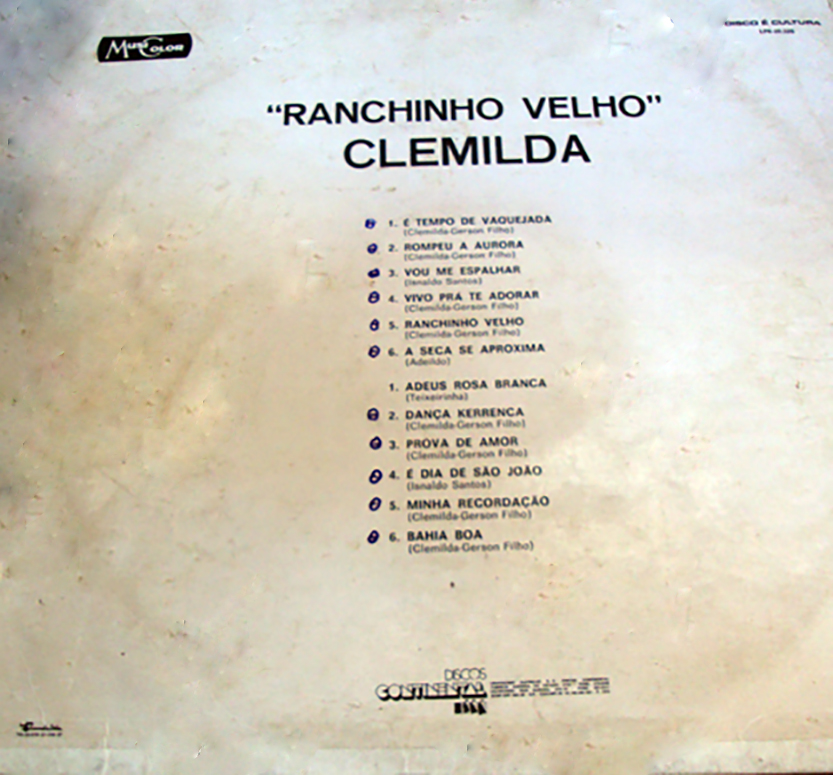 MUSICOLOR
DISCO É CULTURA
"RANCHINHO VELHO"
CLEMILDA
1. É TEMPO DE VAQUEJADA
(Clemilda-Gerson Filho)
2. ROMPEU A AURORA
(Clemilda-Gerson Filho)
3. VOU ME ESPALHAR
(Isnaldo Santos)
4. VIVO PRA TE ADORAR
(Clemilda-Gerson Filho)
5. RANCHINHO VELHO
(Clemilda-Gerson Filho)
6. A SECA SE APROXIMA
(Adeildo)
1. ADEUS ROSA BRANCA
(Teixeirinha)
2. DANÇA KERRENCA
(Clemilda-Gerson Filho)
3. PROVA DE AMOR
(Clemilda-Gerson Filho)
4. É DIA DE SÃO JOÃO
(Isnaldo Santos)
5. MINHA RECORDAÇÃO
(Clemilda-Gerson Filho)
6. BAHIA BOA
(Clemilda-Gerson Filho)
DISCOS
CONTINENTAL